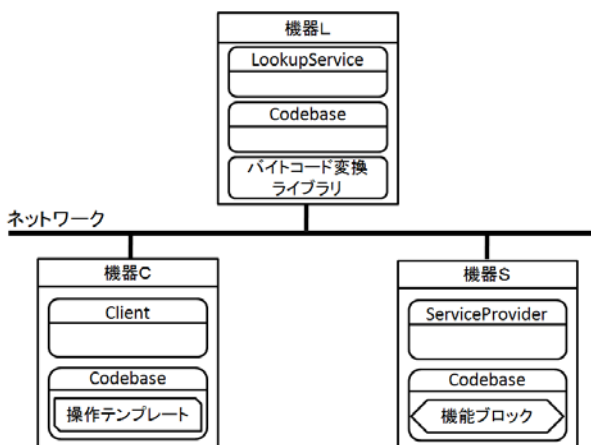 機器L
LookupService
Codebase
バイトコード変換
ライブラリ
ネットワーク
機器C
Client
Codebase
操作テンプレート
機器S
ServiceProvider
Codebase
機能ブロック